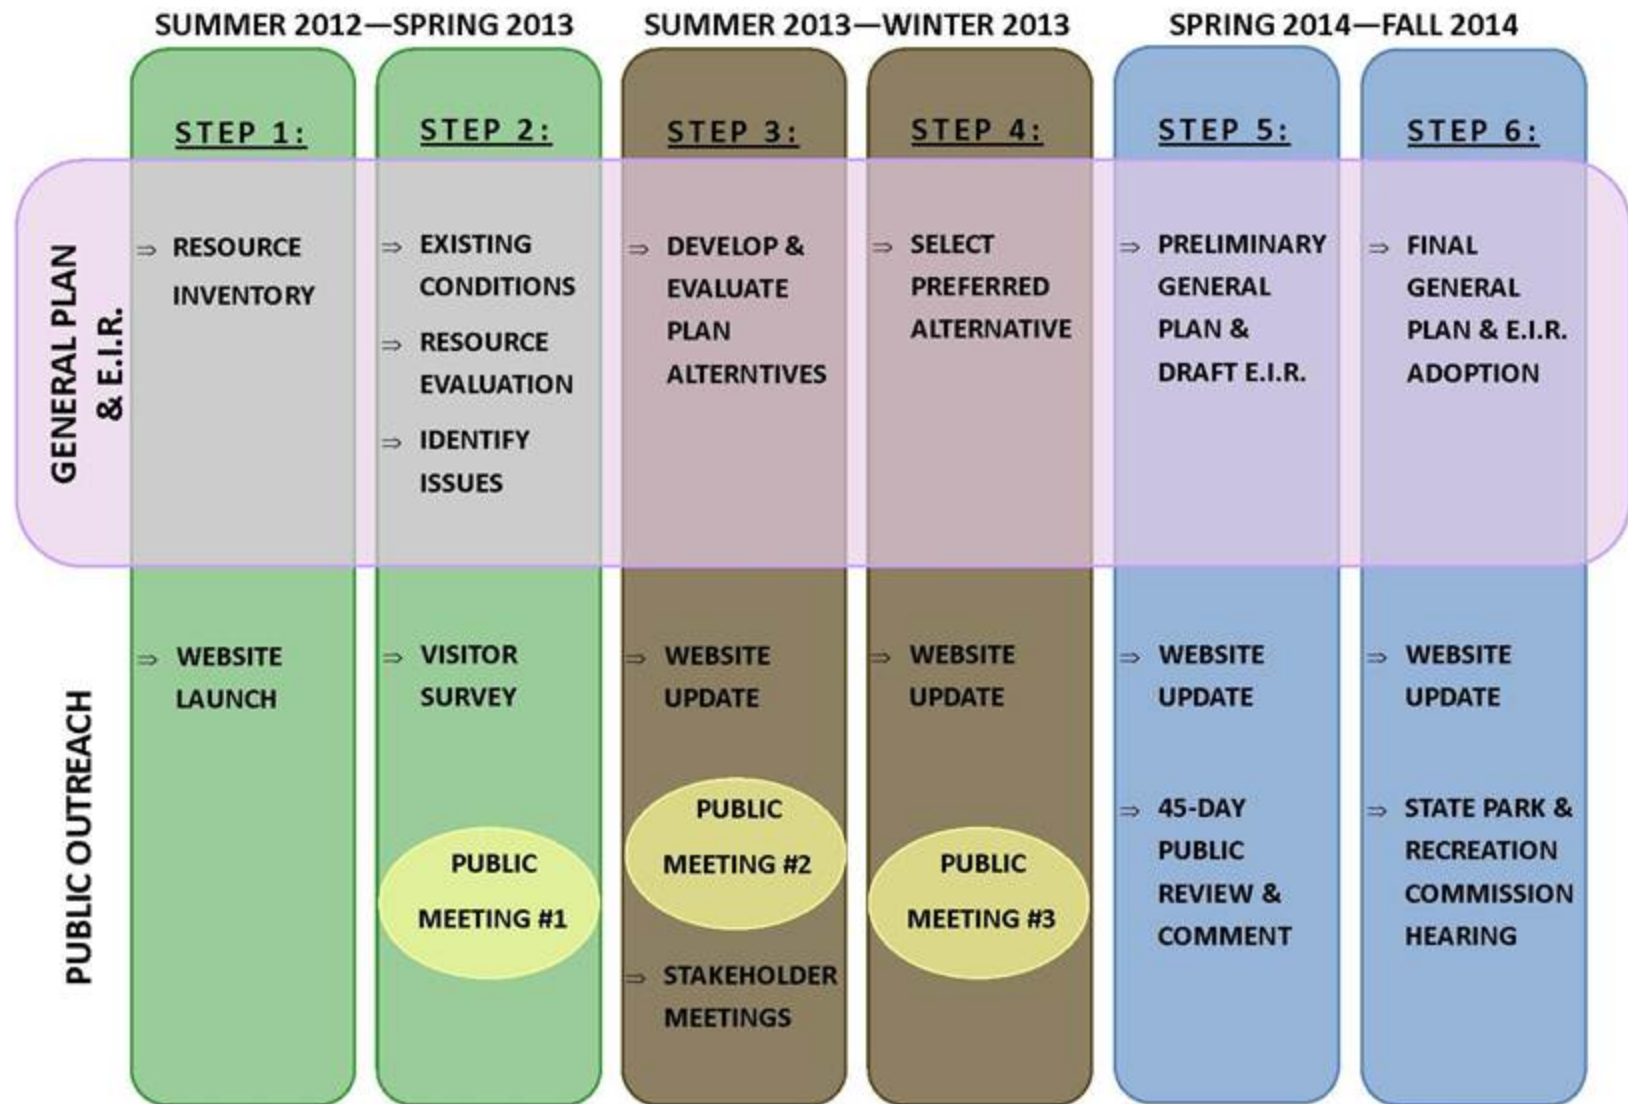 SUMMER 2012—SPRING 2013
SUMMER 2013—WINTER 2013
SPRING 2014—FALL 2014
STEP 1:
STEP 2:
STEP 3:
STEP 4:
STEP 5:
STEP 6:
GENERAL PLAN
& E.I.R.
⇒ RESOURCE
INVENTORY
⇒ EXISTING
CONDITIONS
⇒ RESOURCE
EVALUATION
⇒ IDENTIFY
ISSUES
⇒ DEVELOP &
EVALUATE
PLAN
ALTERNTIVES
⇒ SELECT
PREFERRED
ALTERNATIVE
⇒ PRELIMINARY
GENERAL
PLAN &
DRAFT E.I.R.
⇒ FINAL
GENERAL
PLAN & E.I.R.
ADOPTION
PUBLIC OUTREACH
⇒ WEBSITE
LAUNCH
⇒ VISITOR
SURVEY
PUBLIC
MEETING #1
⇒ WEBSITE
UPDATE
PUBLIC
MEETING #2
⇒ STAKEHOLDER
MEETINGS
⇒ WEBSITE
UPDATE
PUBLIC
MEETING #3
⇒ WEBSITE
UPDATE
⇒ 45-DAY
PUBLIC
REVIEW &
COMMENT
⇒ WEBSITE
UPDATE
⇒ STATE PARK &
RECREATION
COMMISSION
HEARING